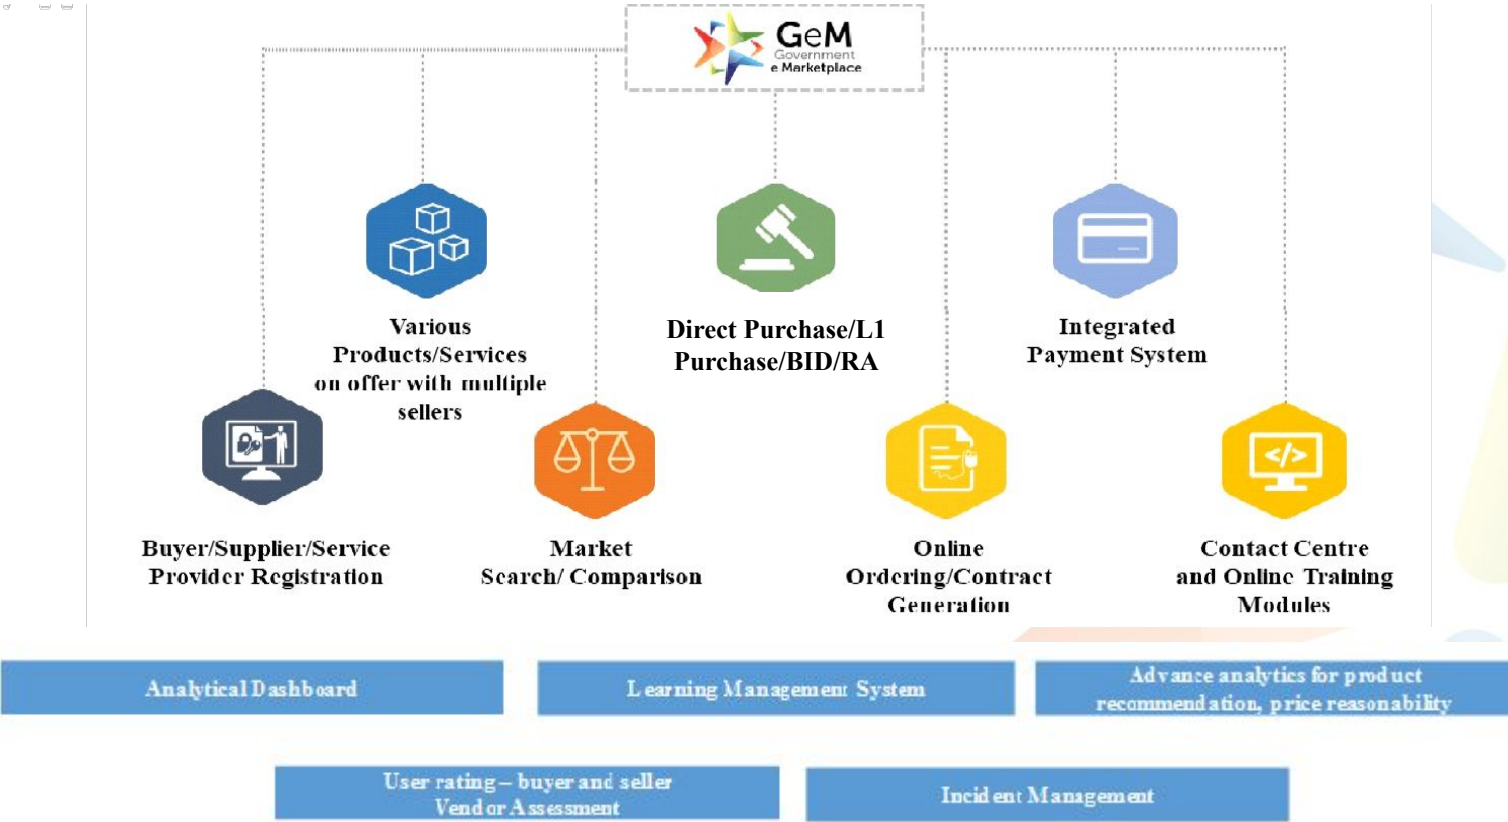 GeM
Government
e Marketplace
Various
Products/Services
on offer with multiple
sellers
Direct Purchase/L1
Purchase/BID/RA
Integrated
Payment System
Buyer/Supplier/Service
Provider Registration
Market
Search/ Comparison
Online
Ordering/Contract
Generation
</>
Contact Centre
and Online Training
Modules
Analytical Dashboard
Learning Management System
Advance analytics for product
recommendation, price reasonability
User rating – buyer and seller
Vendor Assessment
Incident Management